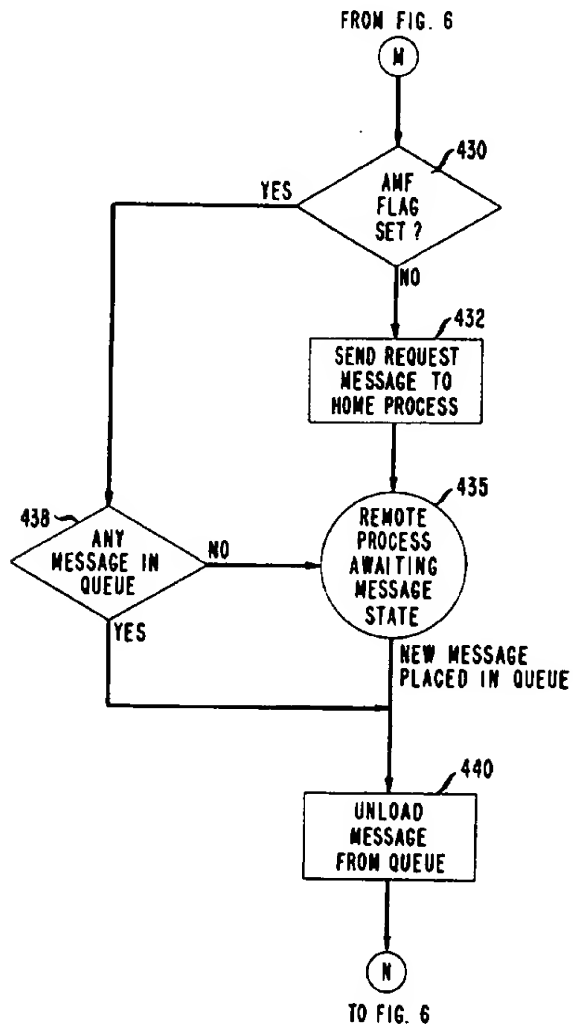 FROM FIG. 6
M
430
AMF
FLAG
SET ?
YES
NO
432
SEND REQUEST
MESSAGE TO
HOME PROCESS
435
REMOTE
PROCESS
AWAITING
MESSAGE
STATE
438
ANY
MESSAGE IN
QUEUE
NO
YES
NEW MESSAGE
PLACED IN QUEUE
440
UNLOAD
MESSAGE
FROM QUEUE
N
TO FIG. 6